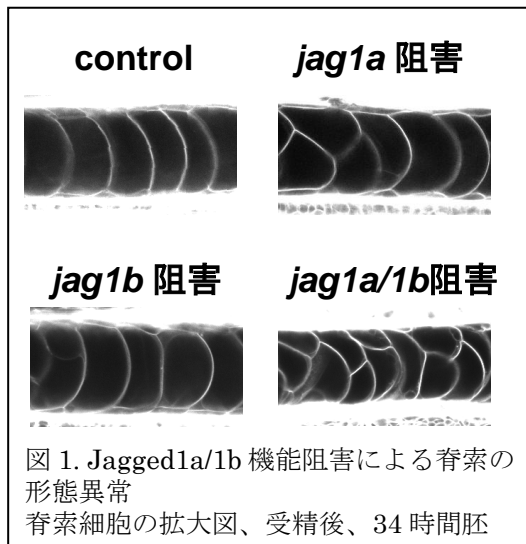 control
jag1a 阻害
jag1b 阻害
jag1a/1b阻害
図 1. Jagged1a/1b 機能阻害による脊索の
形態異常
脊索細胞の拡大図、受精後、34 時間胚